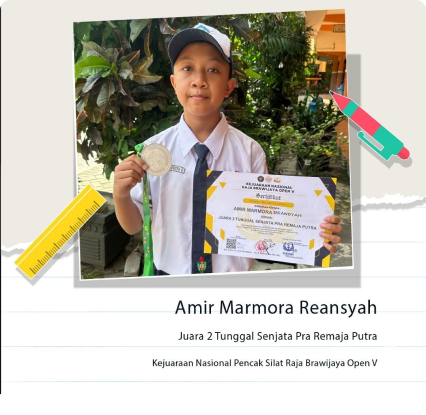 KEJUARAAN NASIONAL
RAJA BRAWIJAYA OPEN V
Sertifikat
AMIR MARMORA REANSYAH
JUARA 2 TUNGGAL SENJATA PRA REMAJA PUTRA
Amir Marmora Reansyah
Juara 2 Tunggal Senjata Pra Remaja Putra
Kejuaraan Nasional Pencak Silat Raja Brawijaya Open V